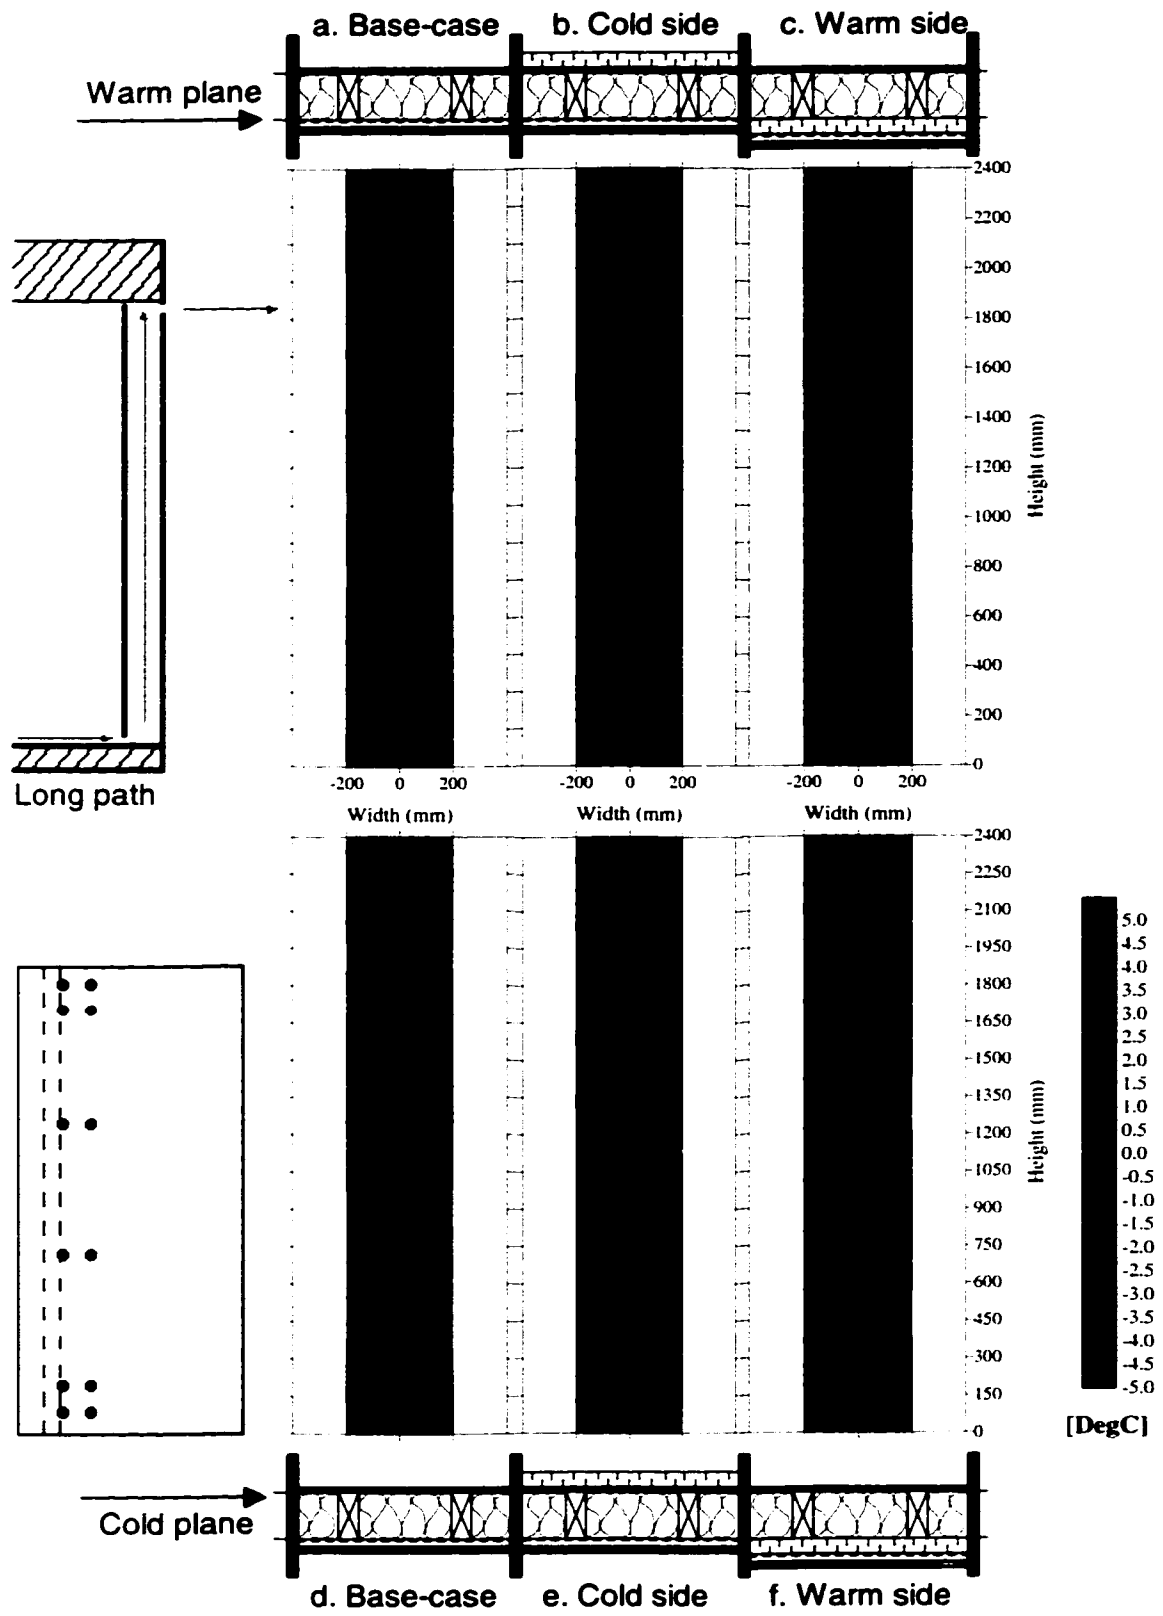 a. Base-case
b. Cold side
c. Warm side
Warm plane
2400
2200
2000
1800
1600
1400
1200
1000
800
600
400
200
0
Height (mm)
-200 0 200
-200 0 200
-200 0 200
Width (mm)
Width (mm)
Width (mm)
Long path
2400
2250
2100
1950
1800
1650
1500
1350
1200
1050
900
750
600
450
300
150
0
Height (mm)
5.0
4.5
4.0
3.5
3.0
2.5
2.0
1.5
1.0
0.5
0.0
-0.5
-1.0
-1.5
-2.0
-2.5
-3.0
-3.5
-4.0
-4.5
-5.0
[DegC]
Cold plane
d. Base-case
e. Cold side
f. Warm side